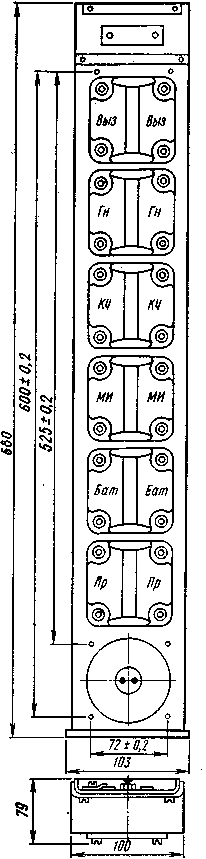 Выз Выз
Гн Гн
КЧ КЧ
МИ МИ
Бат Бат
Пр Пр
680
600±0,2
525±0,2
72±0,2
103
79
100